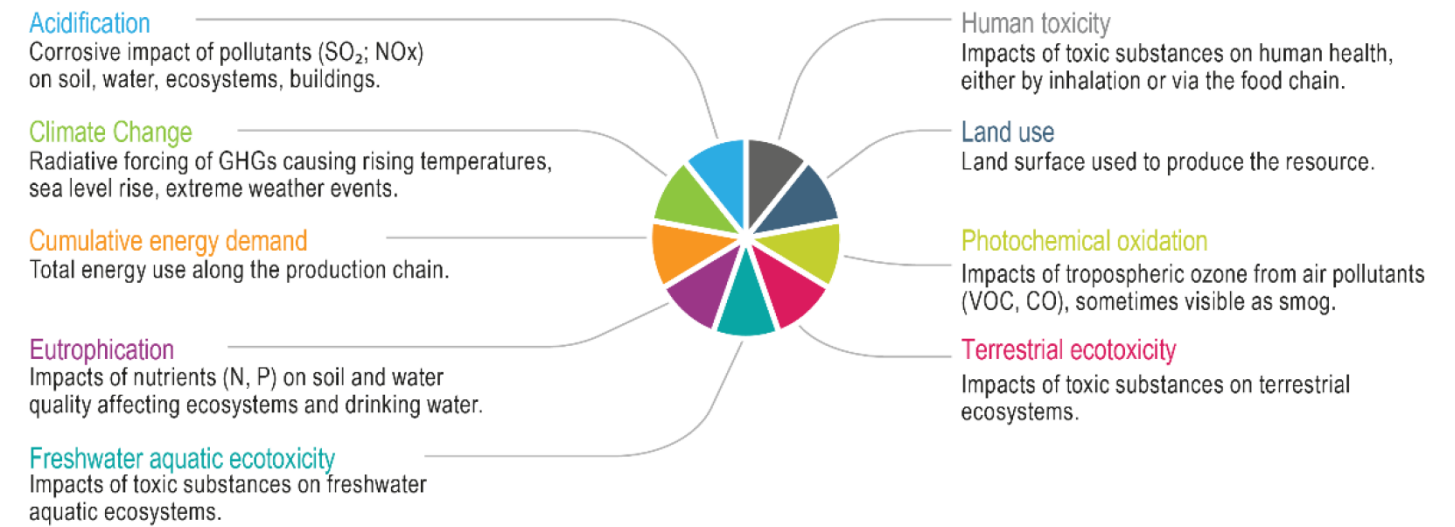 Acidification
Corrosive impact of pollutants (SO₂; NOx)
on soil, water, ecosystems, buildings.
Climate Change
Radiative forcing of GHGs causing rising temperatures,
sea level rise, extreme weather events.
Cumulative energy demand
Total energy use along the production chain.
Eutrophication
Impacts of nutrients (N, P) on soil and water
quality affecting ecosystems and drinking water.
Freshwater aquatic ecotoxicity
Impacts of toxic substances on freshwater
aquatic ecosystems.
Human toxicity
Impacts of toxic substances on human health,
either by inhalation or via the food chain.
Land use
Land surface used to produce the resource.
Photochemical oxidation
Impacts of tropospheric ozone from air pollutants
(VOC, CO), sometimes visible as smog.
Terrestrial ecotoxicity
Impacts of toxic substances on terrestrial
ecosystems.